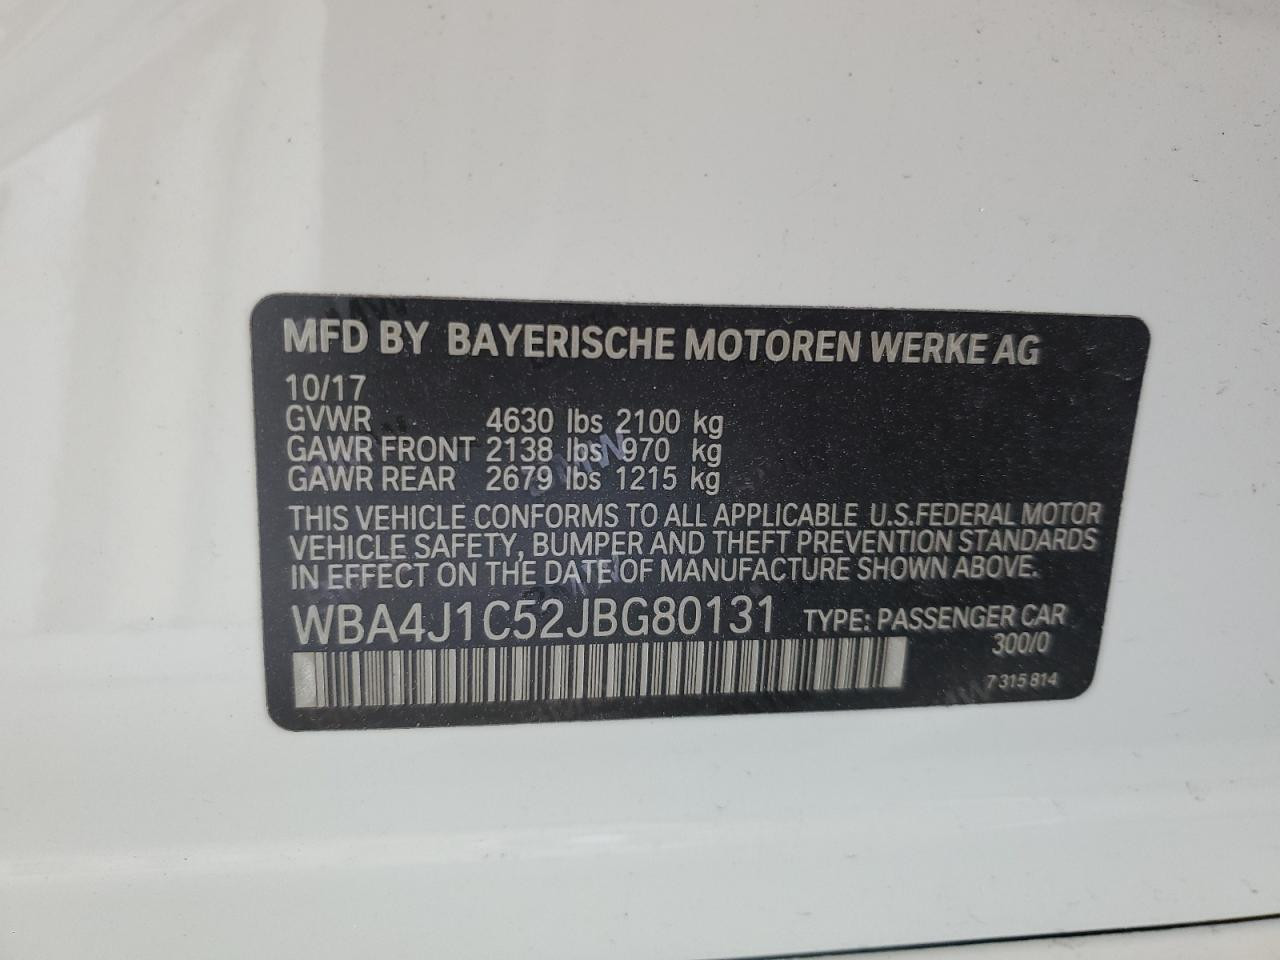 MFD BY BAYERISCHE MOTOREN WERKE AG
10/17
GVWR 4630 lbs 2100 kg
GAWR FRONT 2138 lbs 970 kg
GAWR REAR 2679 lbs 1215 kg
THIS VEHICLE CONFORMS TO ALL APPLICABLE U.S.FEDERAL MOTOR
VEHICLE SAFETY, BUMPER AND THEFT PREVENTION STANDARDS
IN EFFECT ON THE DATE OF MANUFACTURE SHOWN ABOVE.
WBA4J1C52JBG80131 TYPE: PASSENGER CAR
300/0
7 315 814